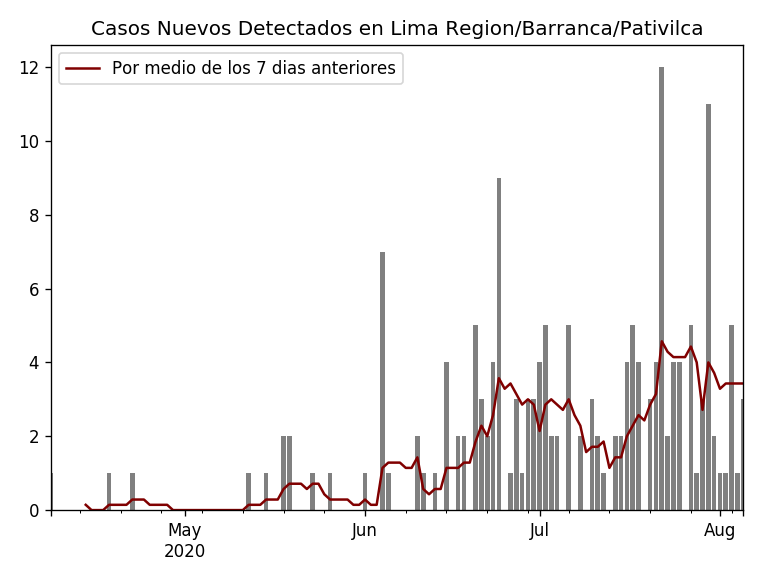 Casos Nuevos Detectados en Lima Region/Barranca/Pativilca
Por medio de los 7 dias anteriores
12
10
8
6
4
2
0
May Jun Jul Aug
2020